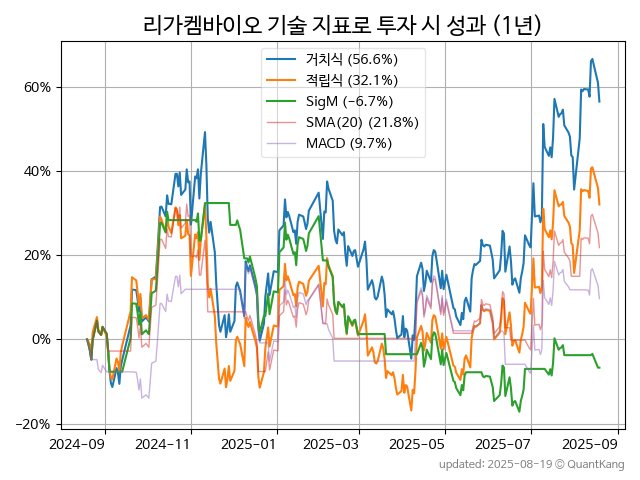 리가켐바이오 기술 지표로 투자 시 성과 (1년)
거치식 (56.6%)
적립식 (32.1%)
SigM (−6.7%)
SMA(20) (21.8%)
MACD (9.7%)
60%
40%
20%
0%
−20%
2024-09 2024-11 2025-01 2025-03 2025-05 2025-07 2025-09
updated: 2025-08-19 © QuantKang